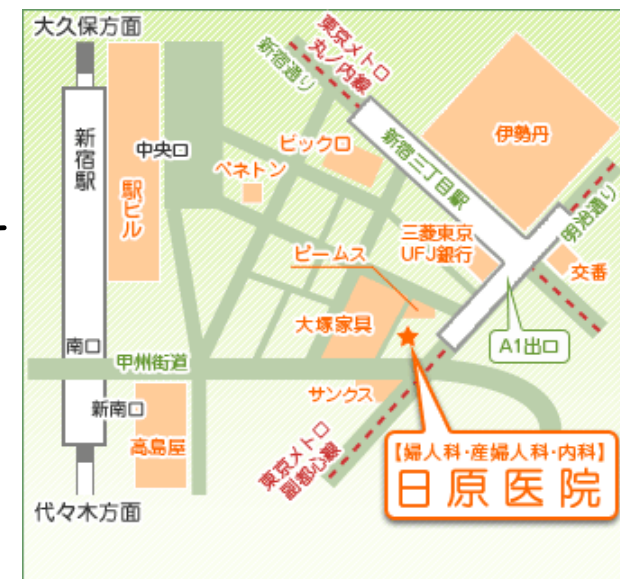 大久保方面
東京メトロ
丸ノ内線
新宿通り
新宿駅
駅ビル
中央口
ベネトン
ビックロ
新宿三丁目駅
伊勢丹
明治通り
三菱東京
UFJ銀行
交番
ビームス
大塚家具
A1出口
南口
甲州街道
サンクス
新南口
高島屋
東京メトロ
副都心線
【婦人科・産婦人科・内科】
日原医院
代々木方面